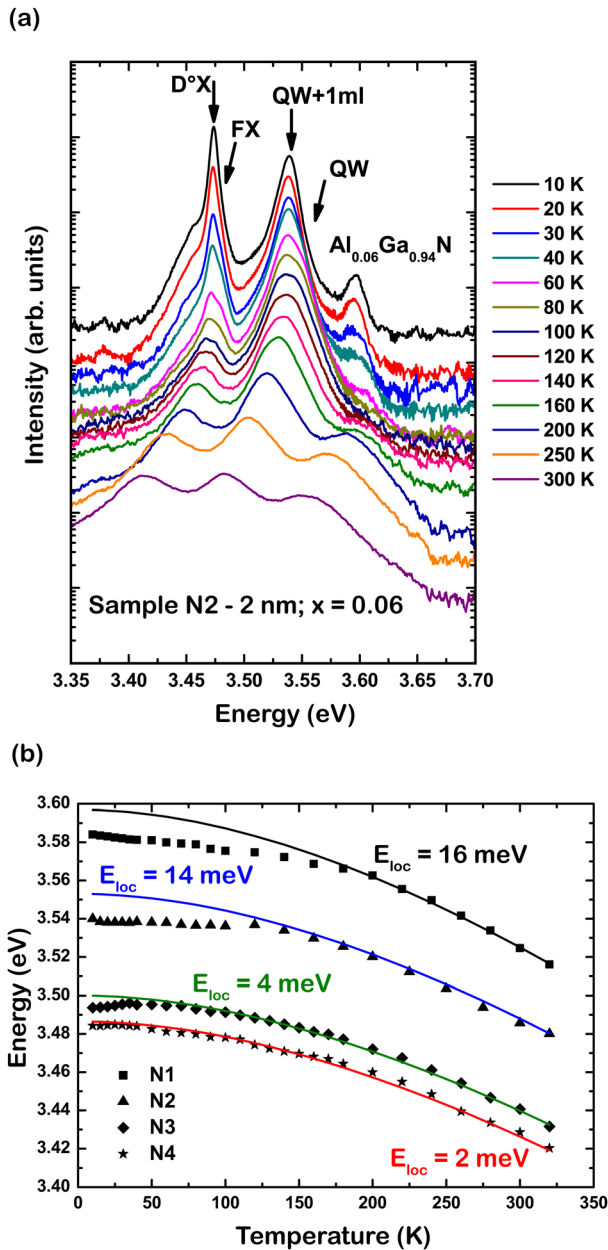 (a)
D°X
FX
QW+1ml
QW
Al0.06Ga0.94N
10 K
20 K
30 K
40 K
60 K
80 K
100 K
120 K
140 K
160 K
200 K
250 K
300 K
Intensity (arb. units)
Sample N2 - 2 nm; x = 0.06
3.35 3.40 3.45 3.50 3.55 3.60 3.65 3.70
Energy (eV)
(b)
3.60
3.58
3.56
3.54
3.52
3.50
3.48
3.46
3.44
3.42
3.40
Energy (eV)
Eloc = 16 meV
Eloc = 14 meV
Eloc = 4 meV
Eloc = 2 meV
N1
N2
N3
N4
0 50 100 150 200 250 300 350
Temperature (K)